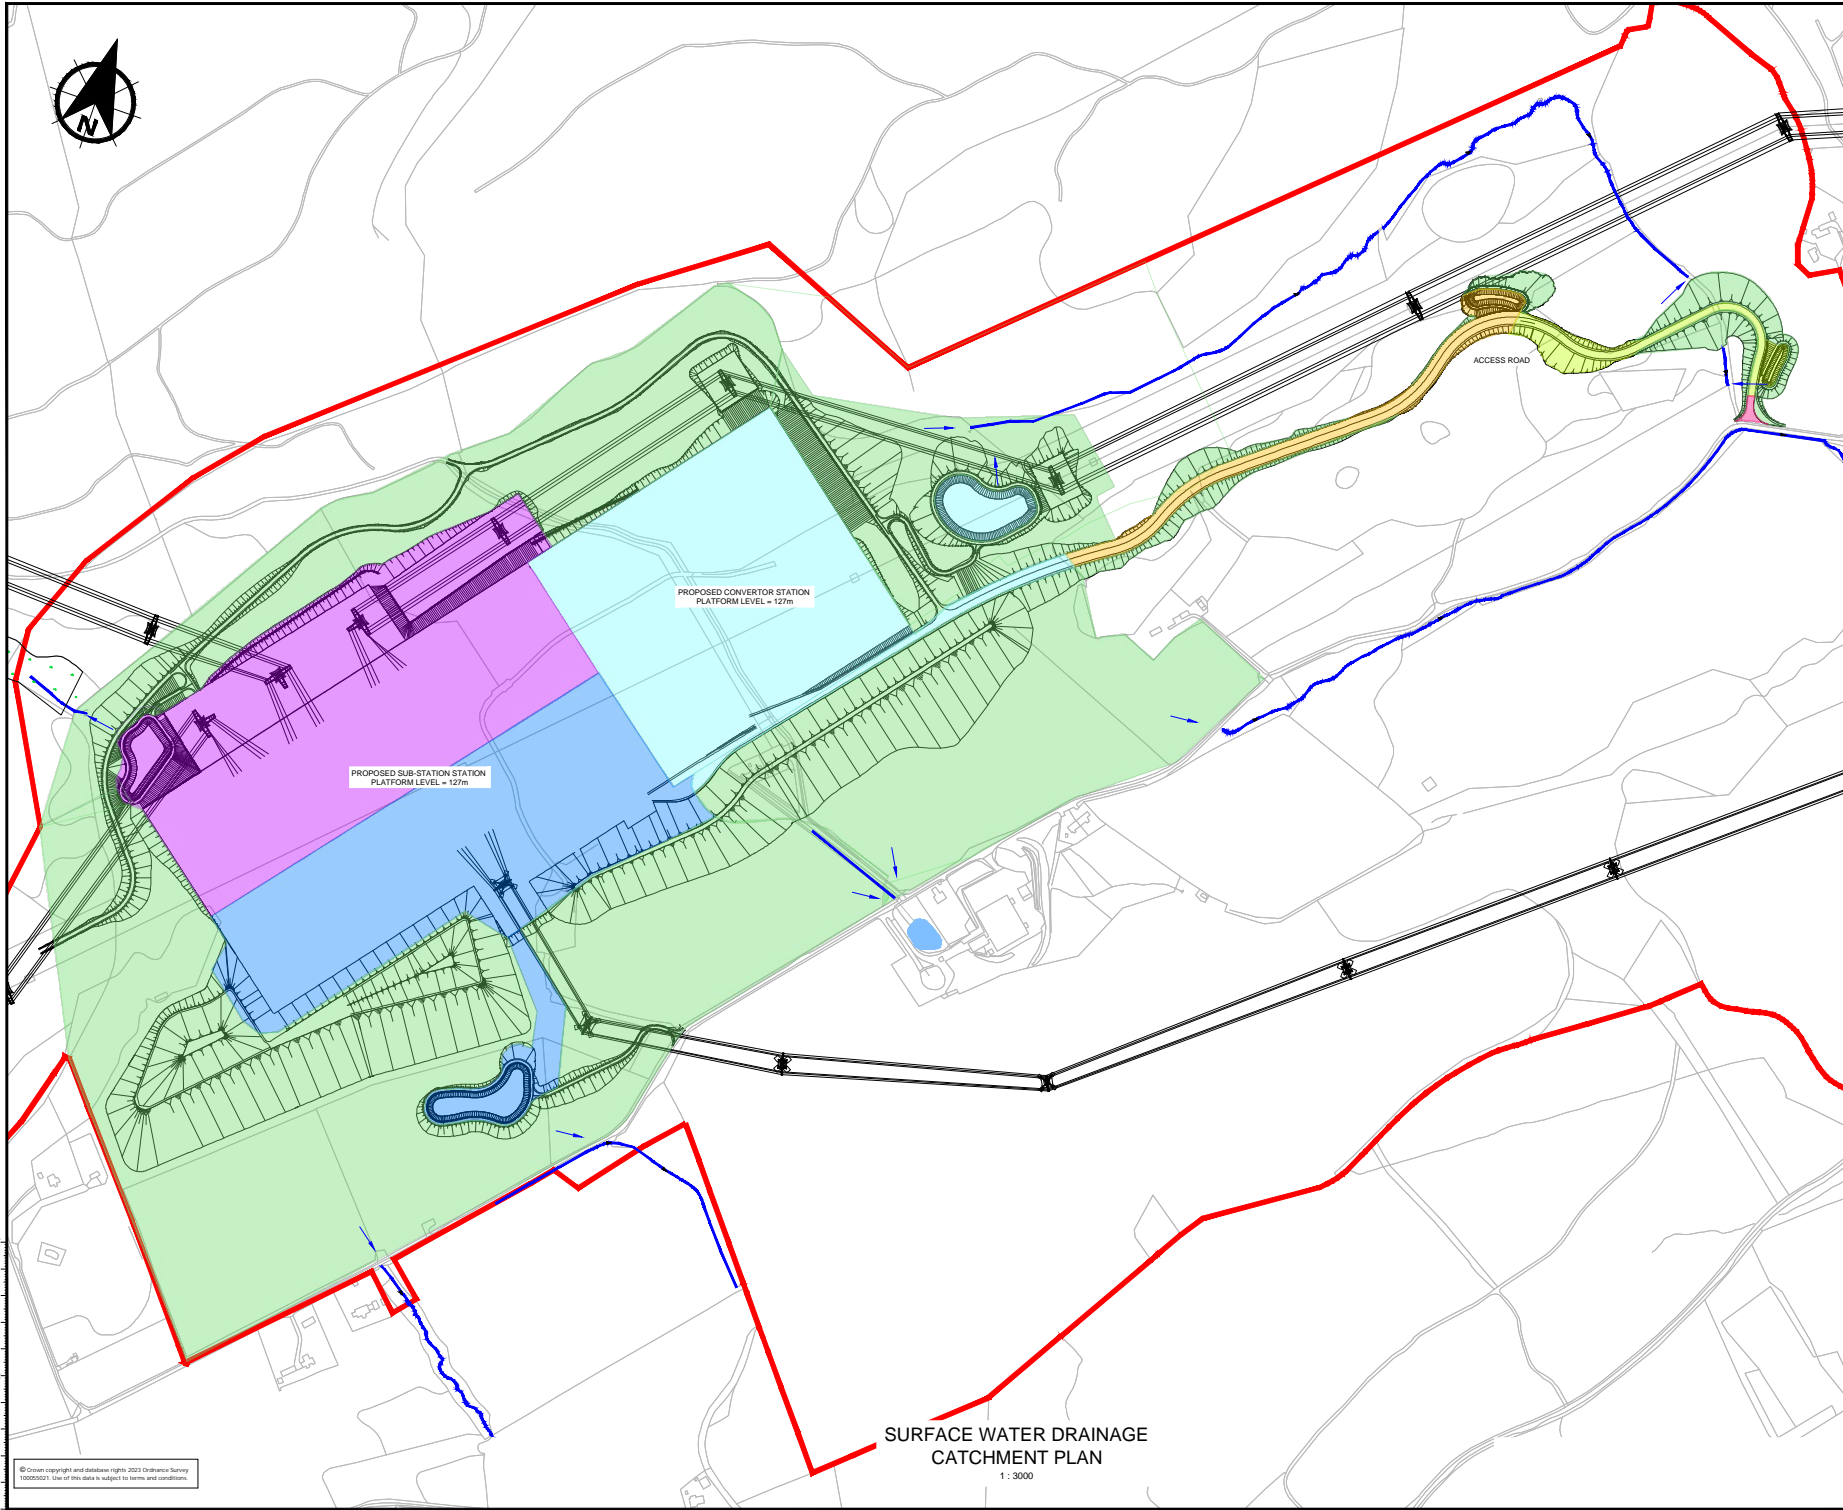 N
ACCESS ROAD
PROPOSED CONVERTOR STATION
PLATFORM LEVEL = 127m
PROPOSED SUB-STATION STATION
PLATFORM LEVEL = 127m
SURFACE WATER DRAINAGE
CATCHMENT PLAN
1 : 3000
© Crown copyright and database rights 2023 Ordnance Survey
100055021. Use of this data is subject to terms and conditions.